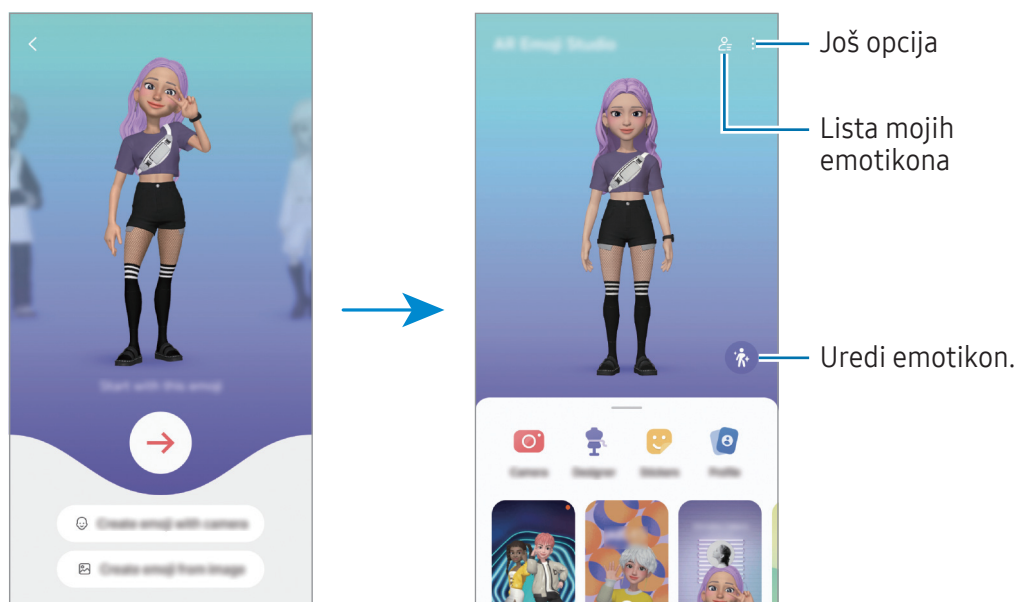 AR Emoji Studio
Još opcija
Lista mojih
emotikona
Uredi emotikon.
Start with this emoji
Camera
Designer
Stickers
Profile
Create emoji with camera
Create emoji from image